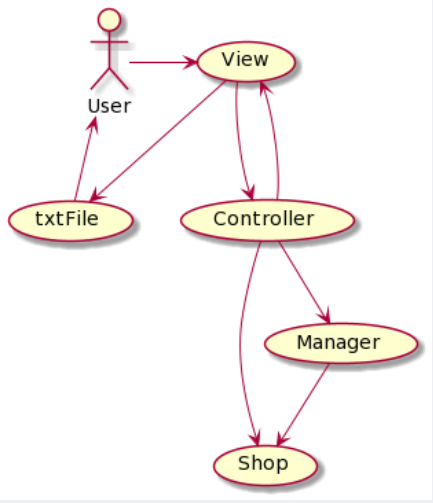 View
User
txtFile
Controller
Manager
Shop